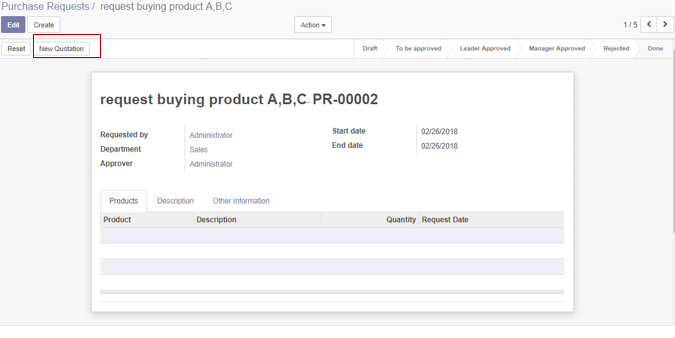 Purchase Requests / request buying product A,B,C
Edit Create Action 1 / 5
Reset New Quotation Draft To be approved Leader Approved Manager Approved Rejected Done
request buying product A,B,C- PR-00002
Requested by Administrator Start date 02/26/2018
Department Sales End date 02/26/2018
Approver Administrator
Products Description Other Information
Product Description Quantity Request Date